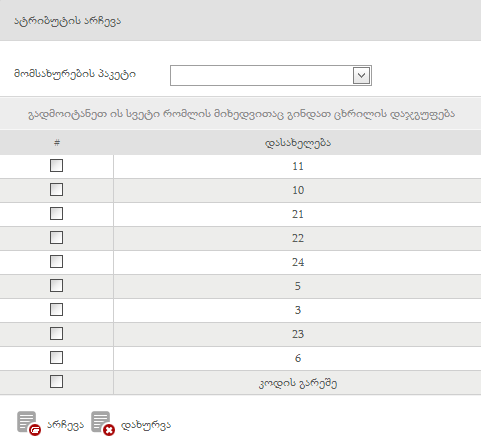 ატრიბუტის არჩევა
მომსახურების პაკეტი
გადმოიტანეთ ის სვეტი რომლის მიხედვითაც გინდათ ცხრილის დაჯგუფება
# დასახელება
11
10
21
22
24
5
3
23
6
კოდის გარეშე
არჩევა დახურვა